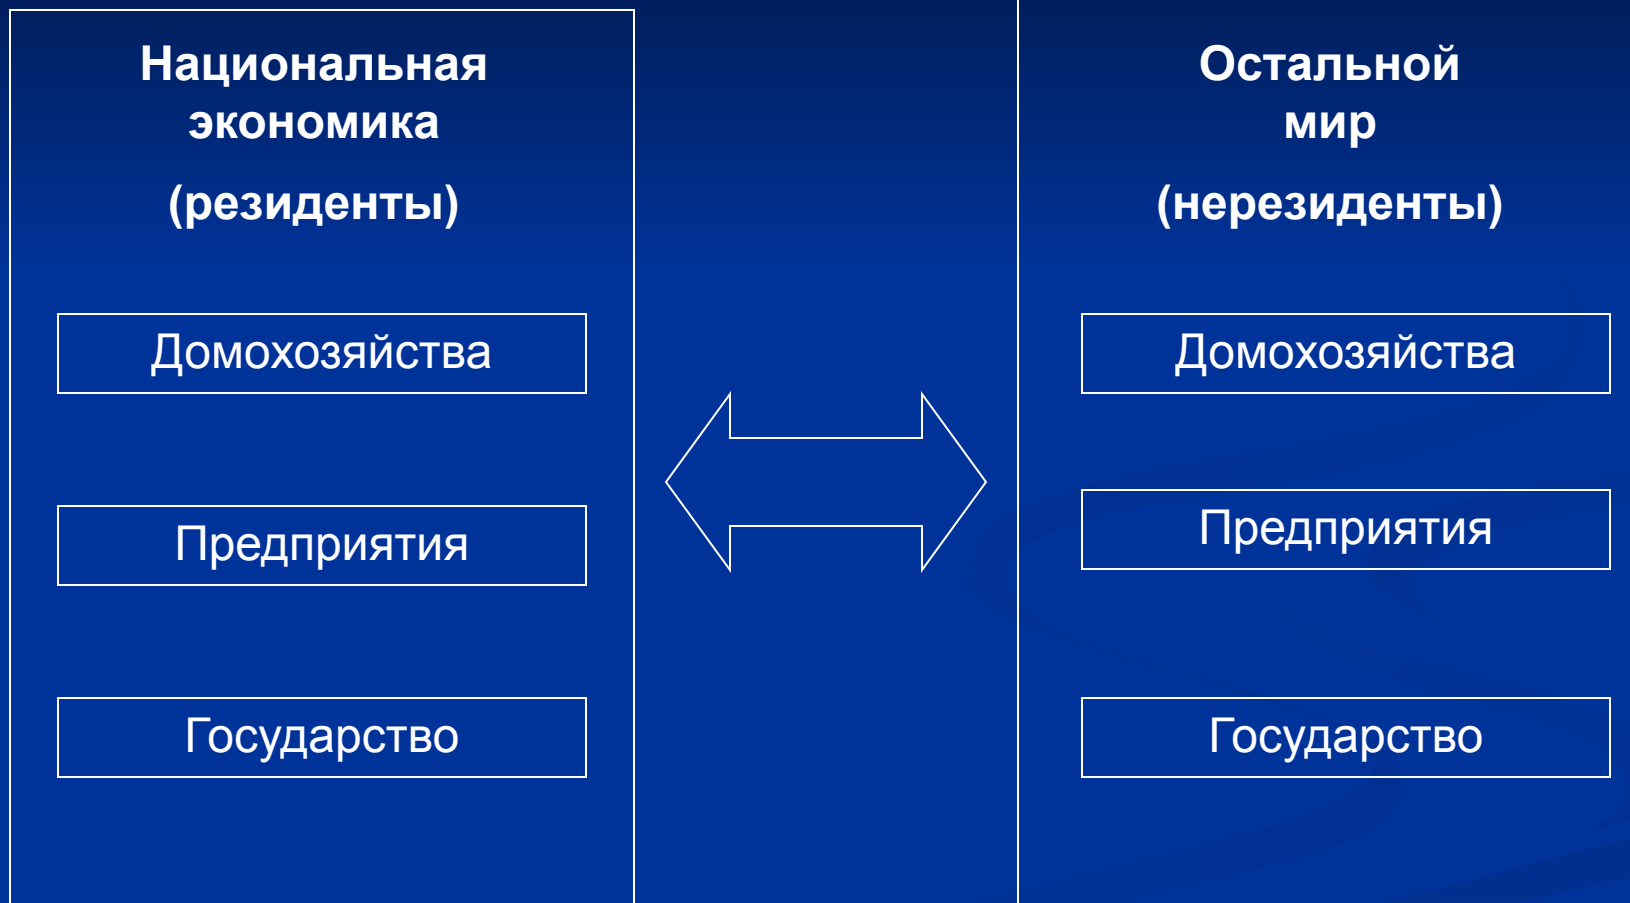 Национальная
экономика
(резиденты)
Домохозяйства
Предприятия
Государство
Остальной
мир
(нерезиденты)
Домохозяйства
Предприятия
Государство